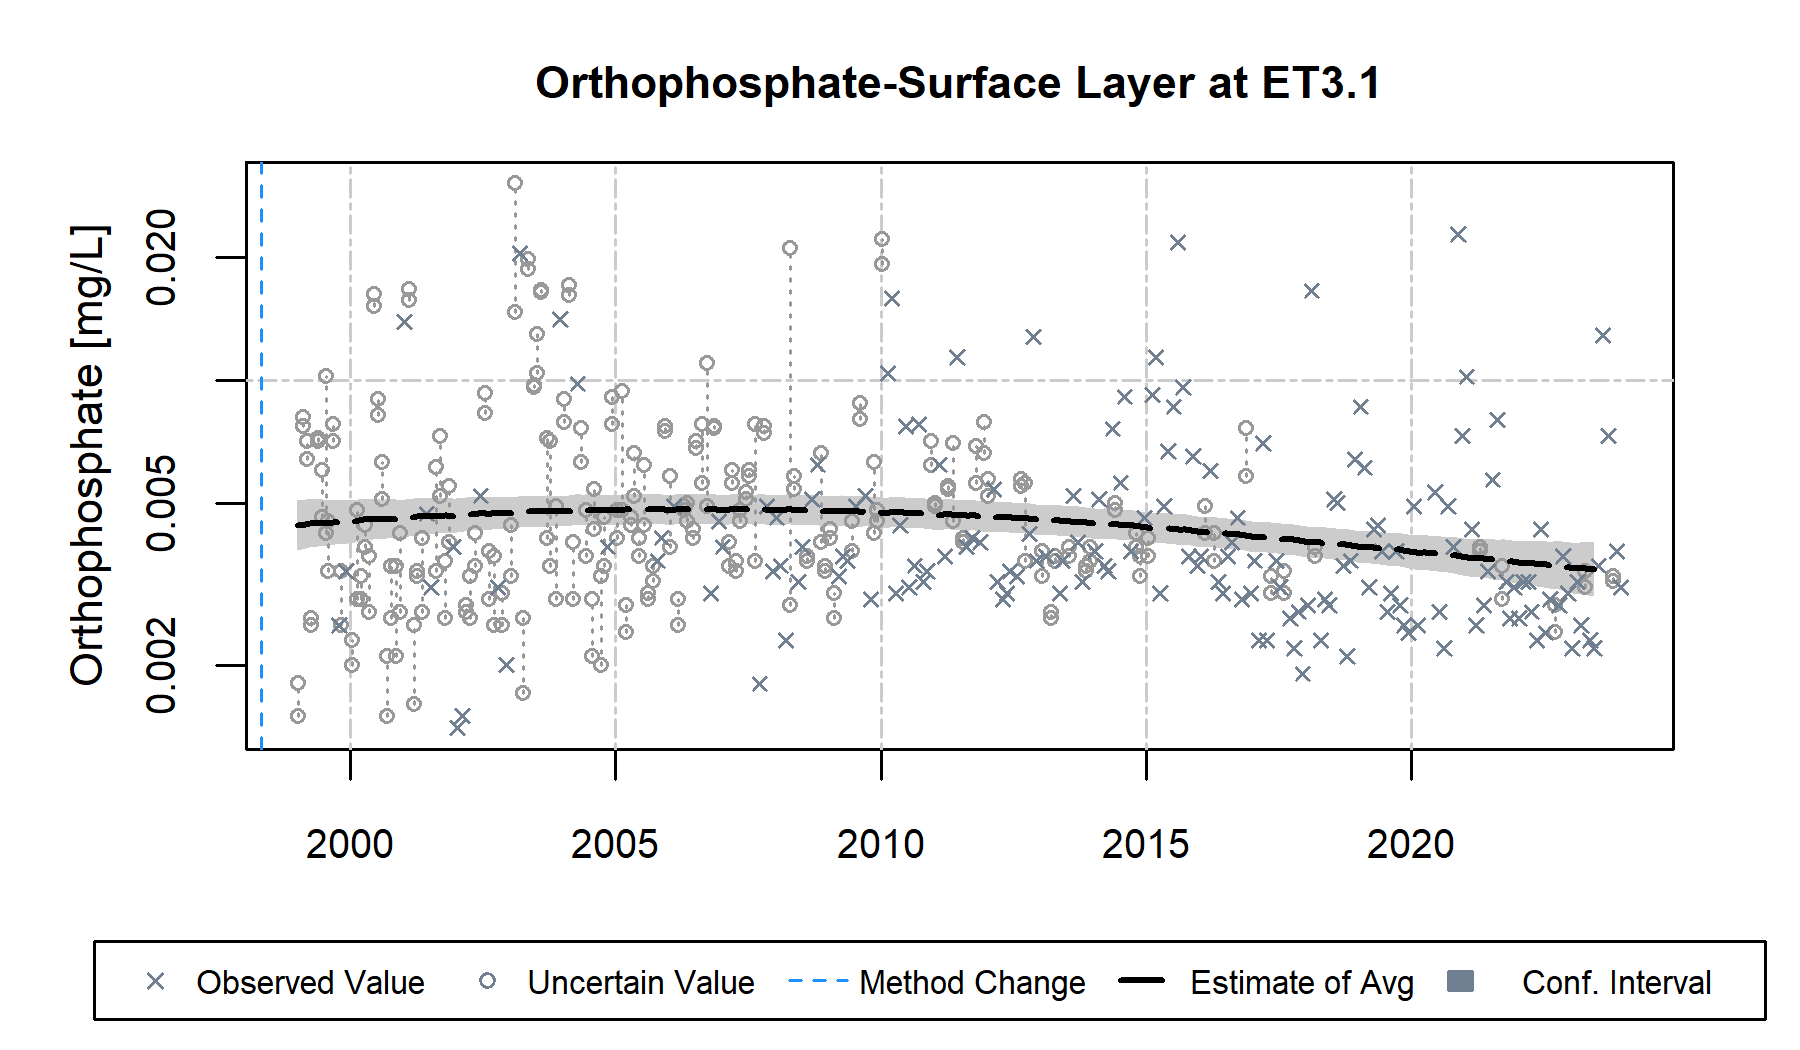 Orthophosphate-Surface Layer at ET3.1
Orthophosphate [mg/L]
0.020
0.005
0.002
2000 2005 2010 2015 2020
Observed Value Uncertain Value Method Change Estimate of Avg Conf. Interval